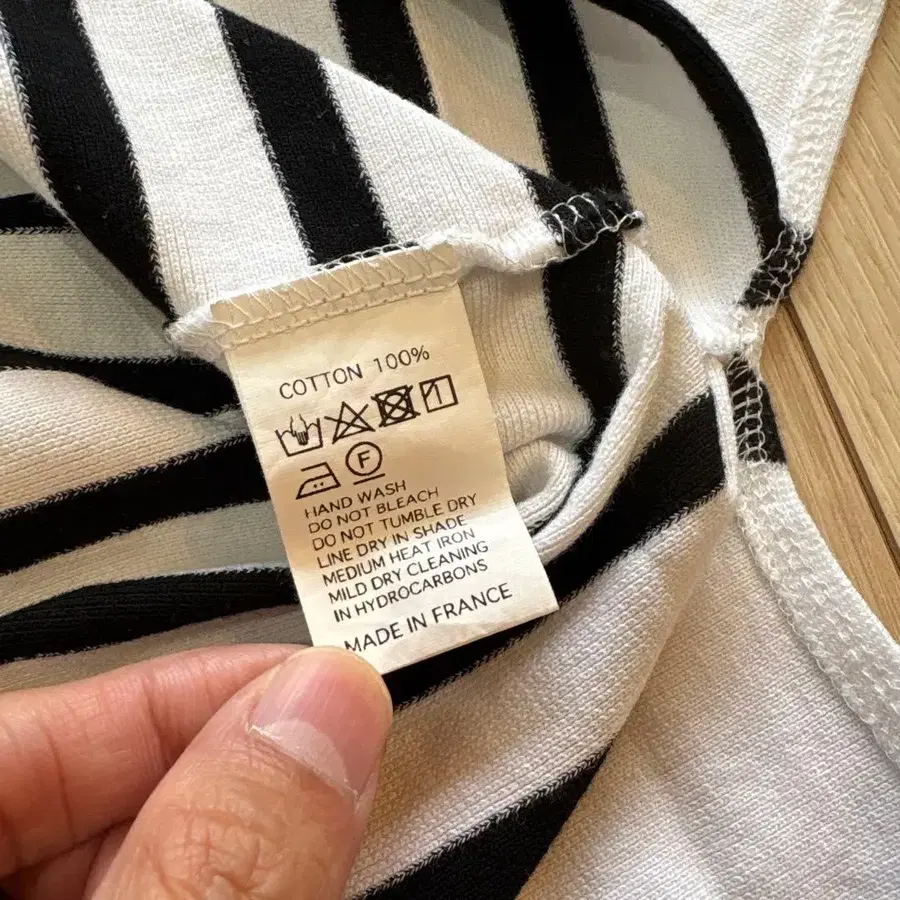 COTTON 100%
F
HAND WASH
DO NOT BLEACH
DO NOT TUMBLE DRY
LINE DRY IN SHADE
MEDIUM HEAT IRON
MILD DRY CLEANING
IN HYDROCARBONS
MADE IN FRANCE